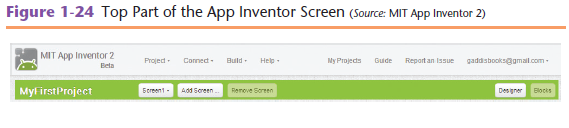 Figure 1-24 Top Part of the App Inventor Screen (Source: MIT App Inventor 2)
MIT App Inventor 2 Project Connect Build Help My Projects Guide Report an Issue gaddisbooks@gmail.com
Beta
MyFirstProject Screen1 Add Screen ... Remove Screen Designer Blocks